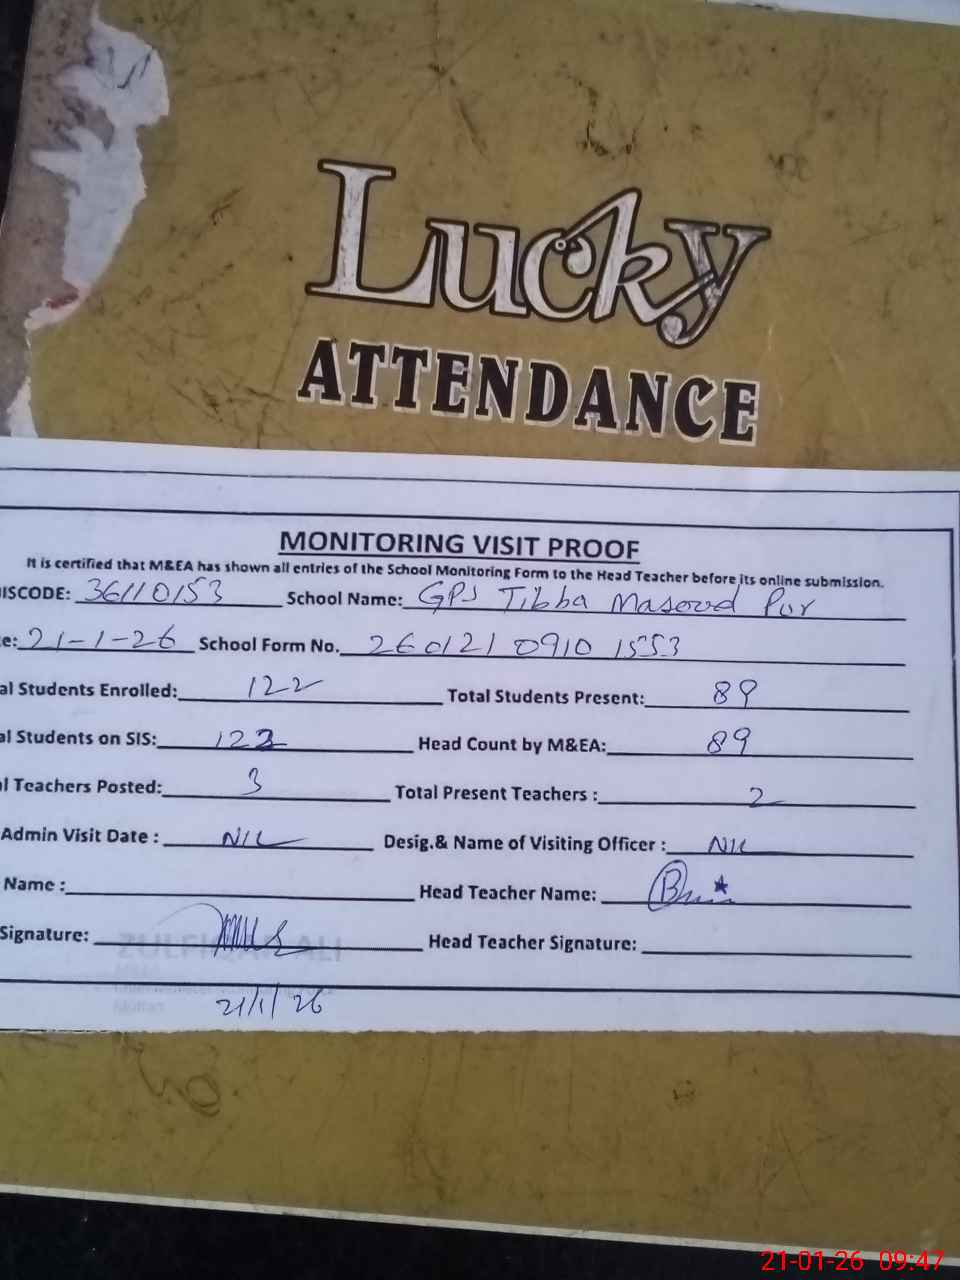 Lucky
ATTENDANCE
MONITORING VISIT PROOF
It is certified that M&EA has shown all entries of the School Monitoring Form to the Head Teacher before its online submission.
ISCODE: 36110153 School Name: GPS Tibba Masood Pur
e: 21-1-26 School Form No. 260121 0910 1553
al Students Enrolled: 122 Total Students Present: 89
al Students on SIS: 122 Head Count by M&EA: 89
l Teachers Posted: 3 Total Present Teachers : 2
Admin Visit Date : NIL Desig.& Name of Visiting Officer : NIL
Name : Head Teacher Name:
Signature: Head Teacher Signature:
ZULFIQAR ALI
21/1/26
21-01-26 09:47